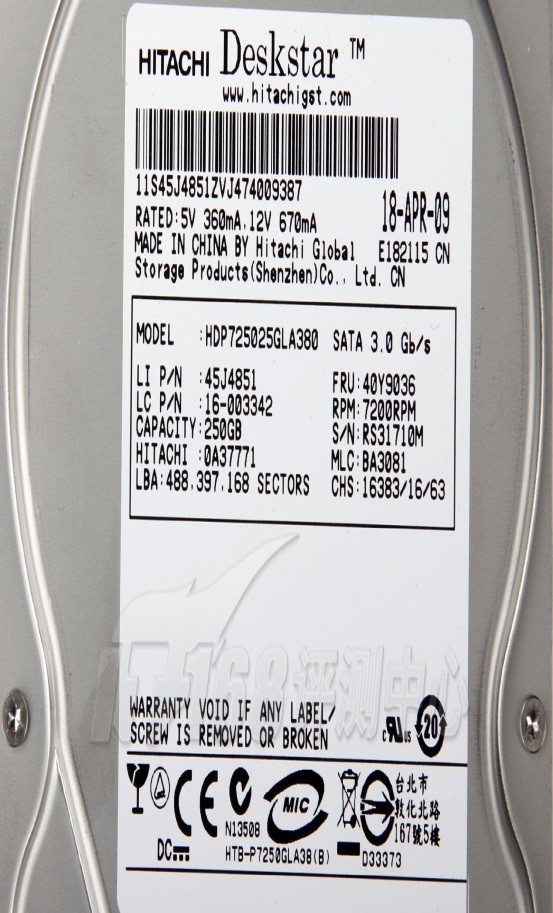 HITACHI Deskstar ™
www.hitachigst.com
11S45J4851ZVJ474009387
18-APR-09
RATED:5V 360mA,12V 670mA
MADE IN CHINA BY Hitachi Global E182115 CN
Storage Products(Shenzhen)Co., Ltd. CN
MODEL :HDP725025GLA380 SATA 3.0 Gb/s
LI P/N :45J4851 FRU:40Y9036
LC P/N :16-003342 RPM:7200RPM
CAPACITY:250GB S/N:RS31710M
HITACHI :0A37771 MLC:BA3081
LBA:488,397,168 SECTORS CHS:16383/16/63
IT168评测中心
WARRANTY VOID IF ANY LABEL/
SCREW IS REMOVED OR BROKEN
c RU us 20
CE MIC
N13508
台北市
敦化北路
167號5樓
DC
HTB-P7250GLA38(B) D33373